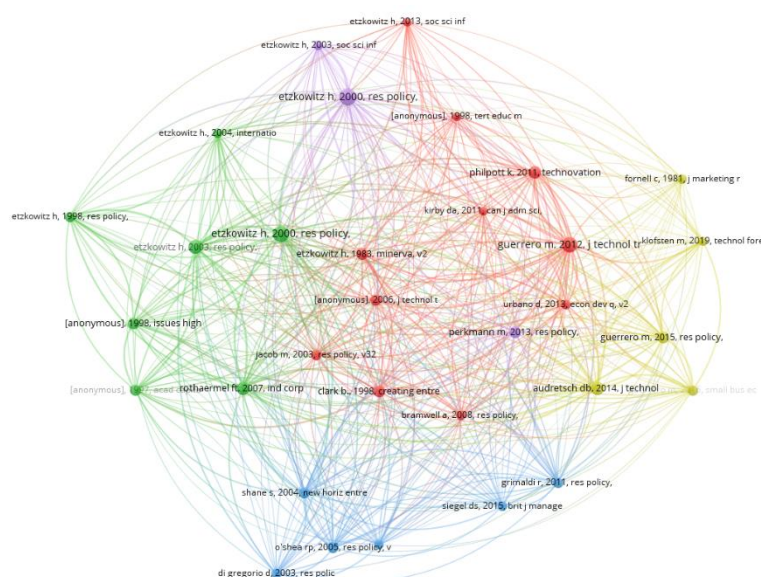 etzkowitz h, 2013, soc sci inf
etzkowitz h, 2003, soc sci inf
etzkowitz h, 2000, res policy,
[anonymous], 1998, tert educ m
etzkowitz h., 2004, internatio
philpott k, 2011, technovation
fornell c, 1981, j marketing r
etzkowitz h, 1998, res policy,
kirby da, 2011, can j adm sci,
etzkowitz h, 2000, res policy,
etzkowitz h, 2003, res policy,
guerrero m, 2012, j technol tr
klofsten m, 2019, technol fore
etzkowitz h, 1983, minerva, v2
[anonymous], 2006, j technol t
urbano d, 2013, econ dev q, v2
[anonymous], 1998, issues high
perkmann m, 2013, res policy,
guerrero m, 2015, res policy,
jacob m, 2003, res policy, v32
[anonymous], 1997, acad
rothaermel ft, 2007, ind corp
clark b., 1998, creating entre
audretsch db, 2014, j technol
small bus ec
bramwell a, 2008, res policy,
grimaldi r, 2011, res policy,
shane s, 2004, new horiz entre
siegel ds, 2015, brit j manage
o'shea rp, 2005, res policy, v
di gregorio d, 2003, res polic